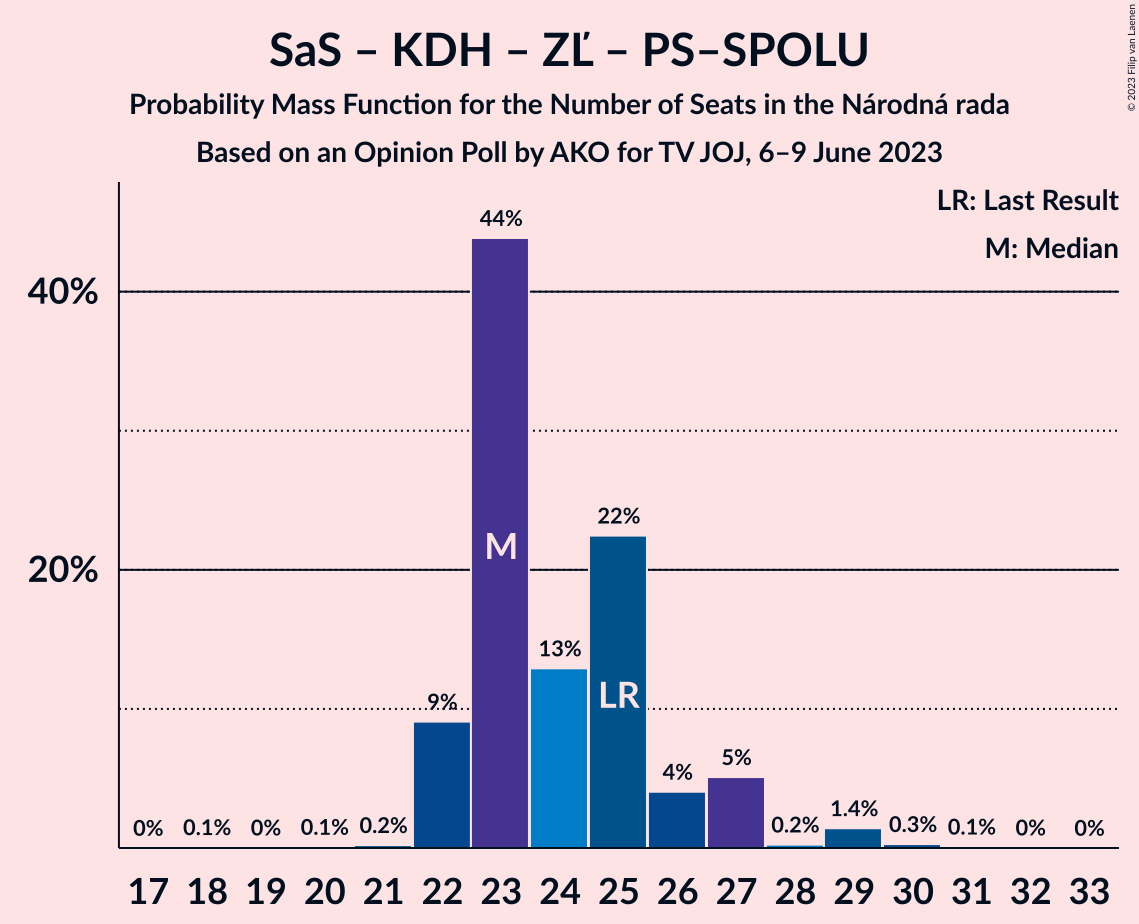 SaS – KDH – ZĽ – PS–SPOLU
Probability Mass Function for the Number of Seats in the Národná rada
Based on an Opinion Poll by AKO for TV JOJ, 6–9 June 2023
© 2023 Filip van Laenen
LR: Last Result
M: Median
40%
20%
0% 0.1% 0% 0.1% 0.2% 9% 44% 13% 22% 4% 5% 0.2% 1.4% 0.3% 0.1% 0% 0%
M
LR
17 18 19 20 21 22 23 24 25 26 27 28 29 30 31 32 33